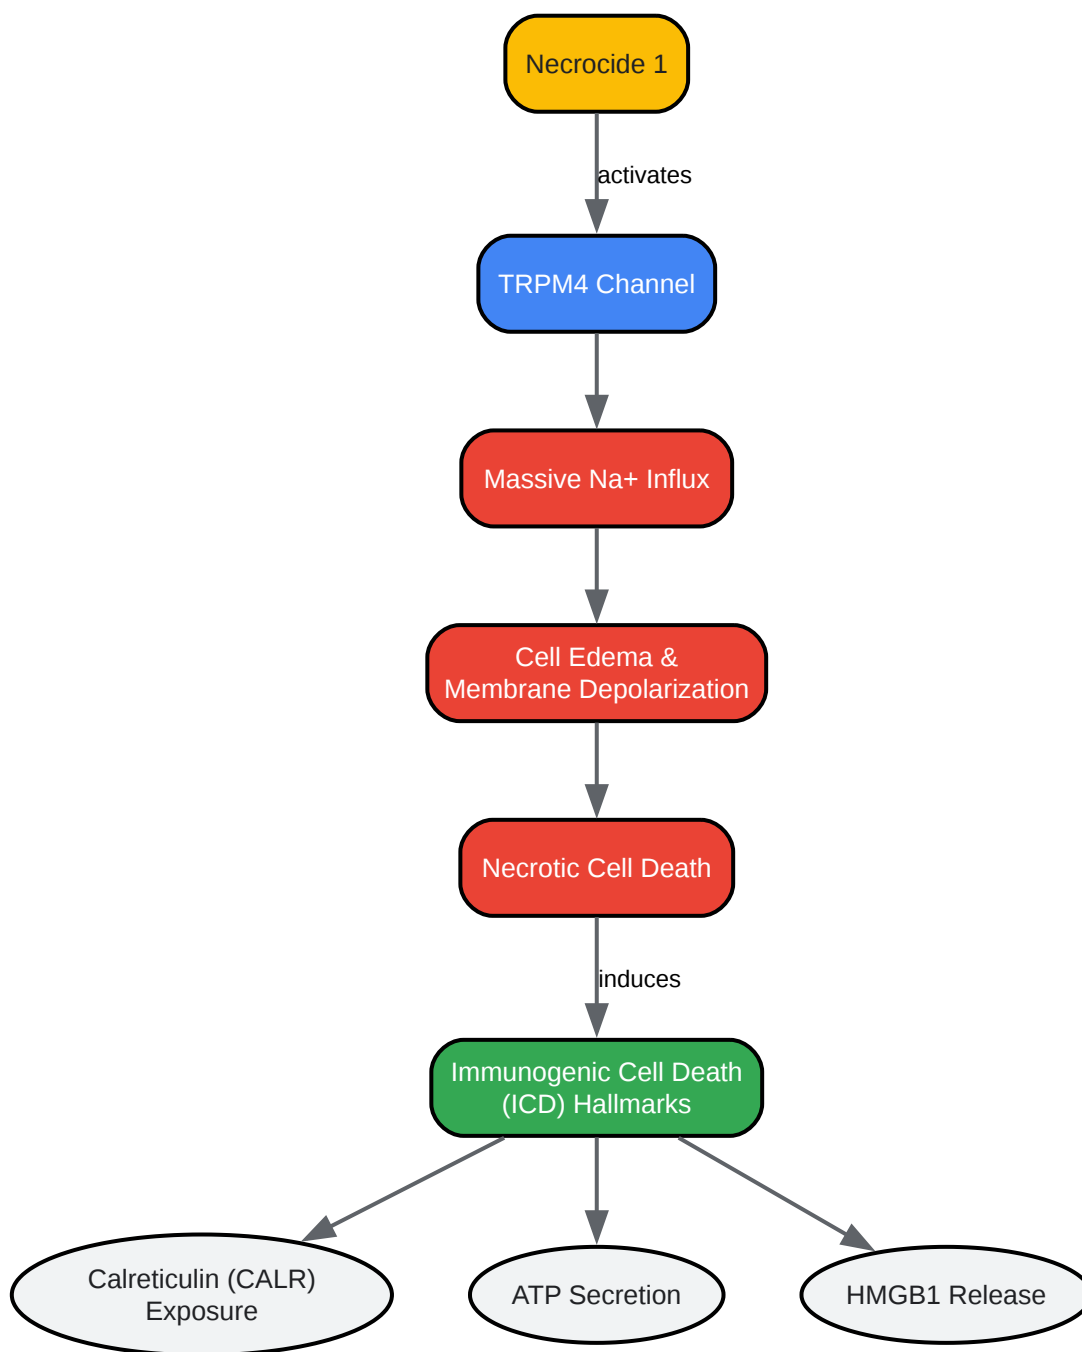 Necrocide 1
activates
TRPM4 Channel
Massive Na+ Influx
Cell Edema &
Membrane Depolarization
Necrotic Cell Death
induces
Immunogenic Cell Death
(ICD) Hallmarks
Calreticulin (CALR)
Exposure
ATP Secretion
HMGB1 Release